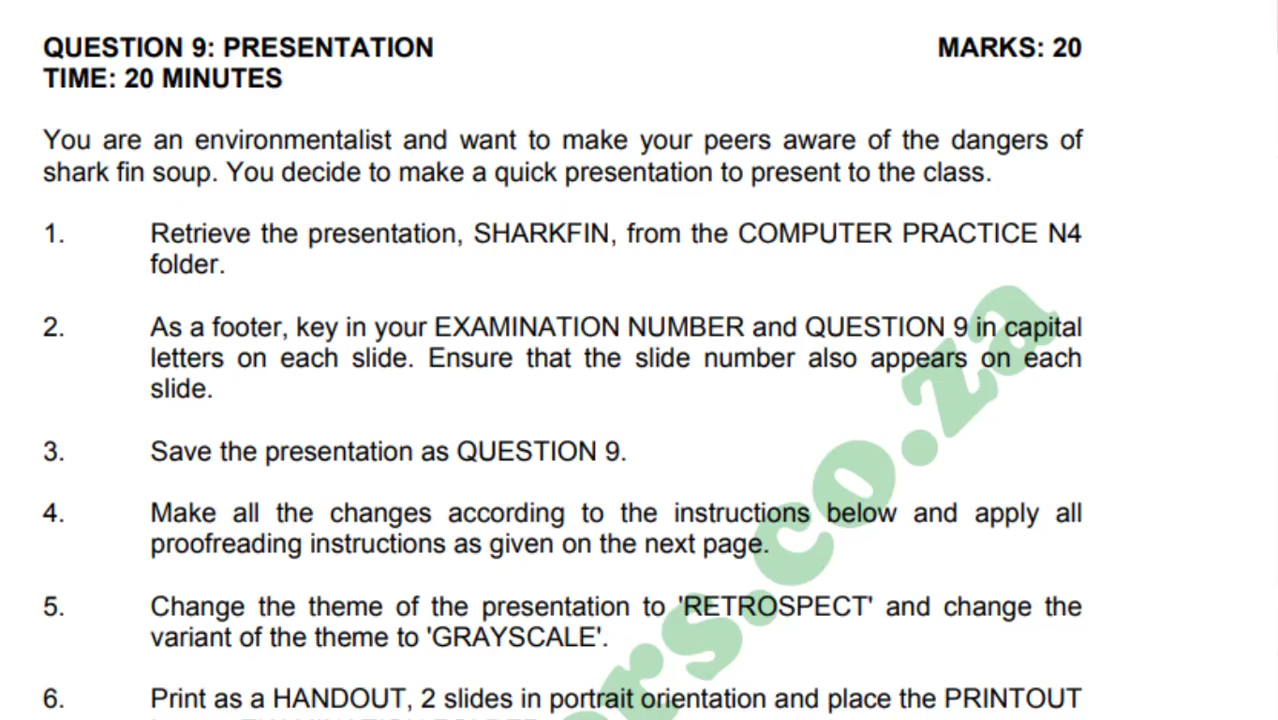 QUESTION 9: PRESENTATION MARKS: 20
TIME: 20 MINUTES
You are an environmentalist and want to make your peers aware of the dangers of
shark fin soup. You decide to make a quick presentation to present to the class.
1. Retrieve the presentation, SHARKFIN, from the COMPUTER PRACTICE N4
folder.
2. As a footer, key in your EXAMINATION NUMBER and QUESTION 9 in capital
letters on each slide. Ensure that the slide number also appears on each
slide.
3. Save the presentation as QUESTION 9.
4. Make all the changes according to the instructions below and apply all
proofreading instructions as given on the next page.
5. Change the theme of the presentation to 'RETROSPECT' and change the
variant of the theme to 'GRAYSCALE'.
6. Print as a HANDOUT, 2 slides in portrait orientation and place the PRINTOUT
rs.co.za